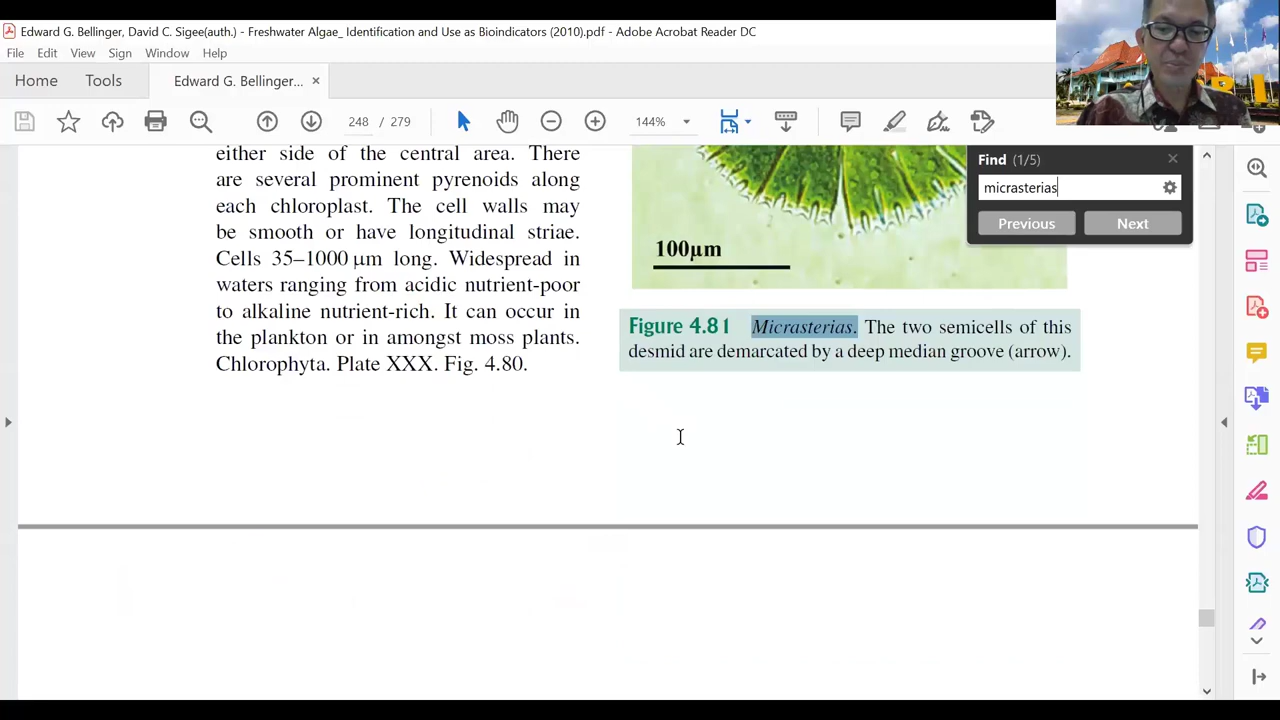 Edward G. Bellinger, David C. Sigee(auth.) - Freshwater Algae_ Identification and Use as Bioindicators (2010).pdf - Adobe Acrobat Reader DC
File Edit View Sign Window Help
Home Tools Edward G. Bellinger... ×
248 / 279 144%
Find (1/5)
micrasterias
Previous Next
either side of the central area. There
are several prominent pyrenoids along
each chloroplast. The cell walls may
be smooth or have longitudinal striae.
Cells 35–1000 μm long. Widespread in
waters ranging from acidic nutrient-poor
to alkaline nutrient-rich. It can occur in
the plankton or in amongst moss plants.
Chlorophyta. Plate XXX. Fig. 4.80.
100μm
Figure 4.81 Micrasterias. The two semicells of this
desmid are demarcated by a deep median groove (arrow).